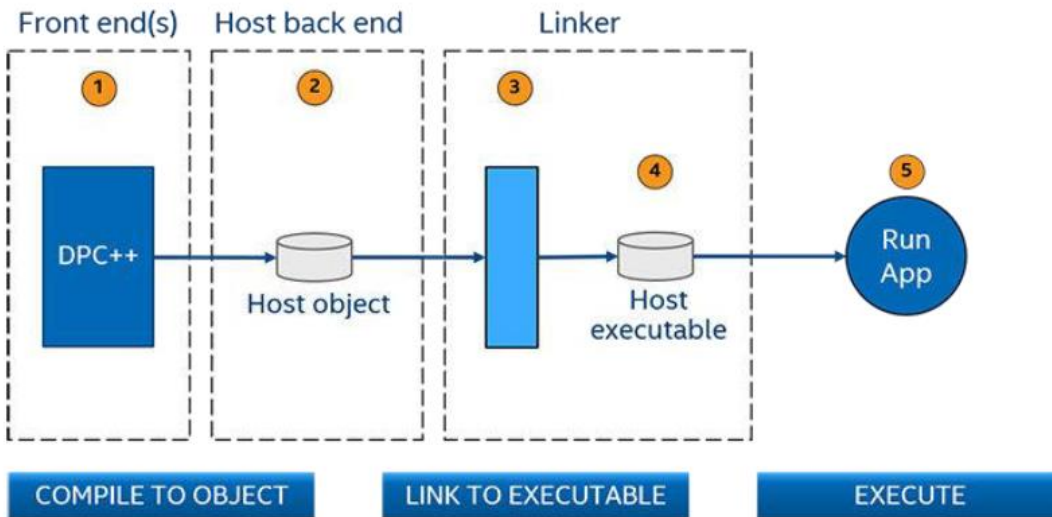 Front end(s)
Host back end
Linker
1
2
3
4
5
DPC++
Host object
Host
executable
Run
App
COMPILE TO OBJECT
LINK TO EXECUTABLE
EXECUTE